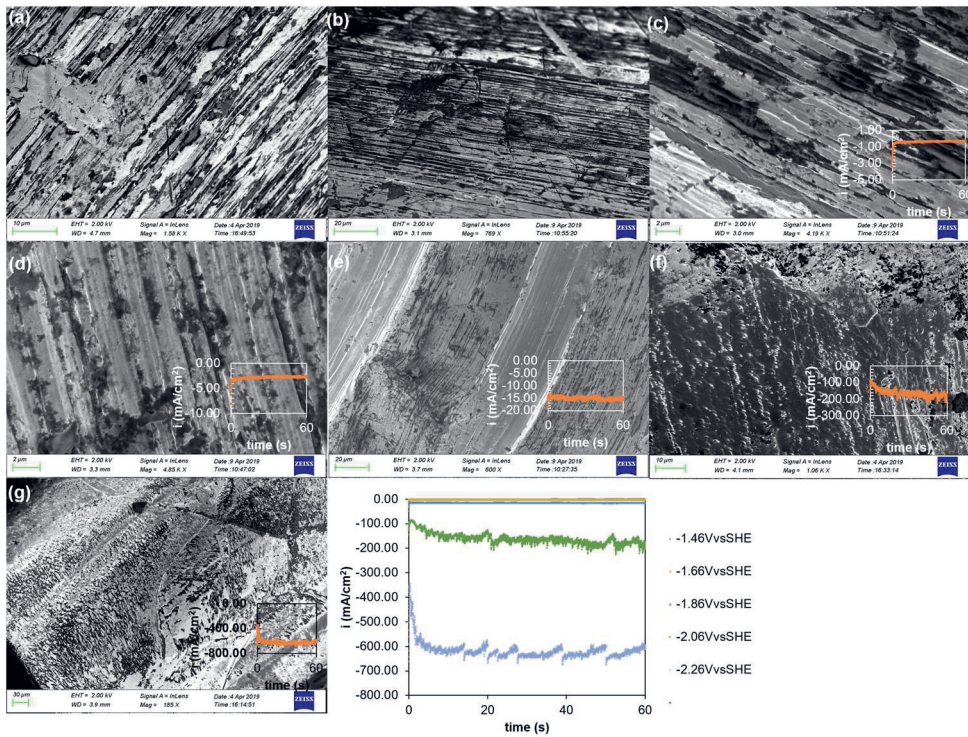 (a)
10 µm
EHT = 2.00 kV
Signal A = InLens
Date :4 Apr 2019
WD = 4.7 mm
Mag = 1.58 K X
Time :16:49:53
ZEISS
(b)
20 µm
EHT = 2.00 kV
Signal A = InLens
Date :9 Apr 2019
WD = 3.1 mm
Mag = 769 X
Time :10:55:20
ZEISS
(c)
i (mA/cm²)
1.00
-1.00
-3.00
-5.00
0
60
time (s)
2 µm
EHT = 2.00 kV
Signal A = InLens
Date :9 Apr 2019
WD = 3.0 mm
Mag = 4.19 K X
Time :10:51:24
ZEISS
(d)
i (mA/cm²)
0.00
-5.00
-10.00
0
60
time (s)
2 µm
EHT = 2.00 kV
Signal A = InLens
Date :9 Apr 2019
WD = 3.3 mm
Mag = 4.85 K X
Time :10:47:02
ZEISS
(e)
i (mA/cm²)
0.00
-5.00
-10.00
-15.00
-20.00
0
60
time (s)
20 µm
EHT = 2.00 kV
Signal A = InLens
Date :9 Apr 2019
WD = 3.7 mm
Mag = 600 X
Time :10:27:35
ZEISS
(f)
i (mA/cm²)
0.00
-100.00
-200.00
-300.00
0
60
time (s)
10 µm
EHT = 2.00 kV
Signal A = InLens
Date :4 Apr 2019
WD = 4.1 mm
Mag = 1.06 K X
Time :16:33:14
ZEISS
(g)
i (mA/cm²)
0.00
-400.00
-800.00
0
60
time (s)
30 µm
EHT = 2.00 kV
Signal A = InLens
Date :4 Apr 2019
WD = 3.9 mm
Mag = 185 X
Time :16:14:51
ZEISS
i (mA/cm²)
0.00
-100.00
-200.00
-300.00
-400.00
-500.00
-600.00
-700.00
-800.00
0
20
40
60
time (s)
-1.46VvsSHE
-1.66VvsSHE
-1.86VvsSHE
-2.06VvsSHE
-2.26VvsSHE